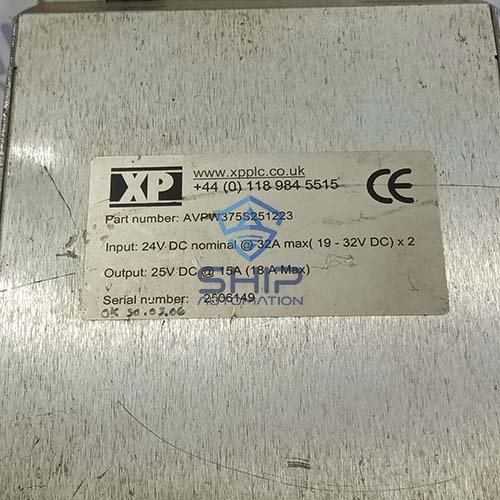 XP
www.xpplc.co.uk
+44 (0) 118 984 5515
CE
Part number: AVPW375S251223
Input: 24V DC nominal @ 32A max( 19 - 32V DC) x 2
Output: 25V DC @ 15A (18 A Max)
Serial number: 2506149
OK 30.03.06
SHIP
AUTOMATION